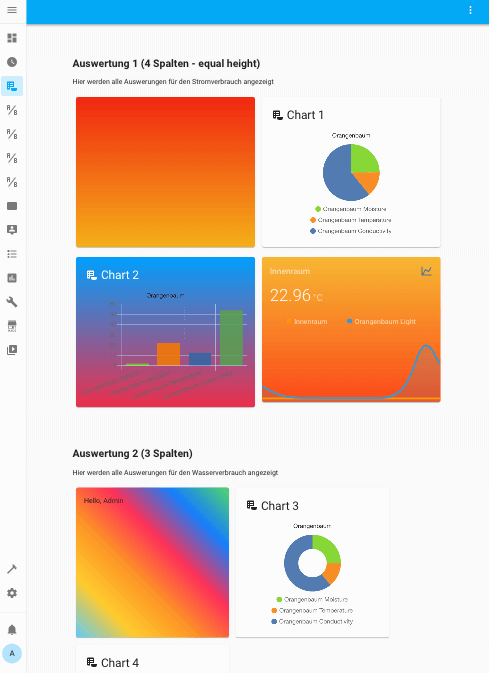 Auswertung 1 (4 Spalten - equal height)
Hier werden alle Auswerungen für den Stromverbrauch angezeigt
Chart 1
Orangenbaum
Orangenbaum Moisture
Orangenbaum Temperature
Orangenbaum Conductivity
Chart 2
Orangenbaum
Innenraum
22.96 °C
Innenraum
Orangenbaum Light
Auswertung 2 (3 Spalten)
Hier werden alle Auswerungen für den Wasserverbrauch angezeigt
Hello, Admin
Chart 3
Orangenbaum
Orangenbaum Moisture
Orangenbaum Temperature
Orangenbaum Conductivity
Chart 4
A